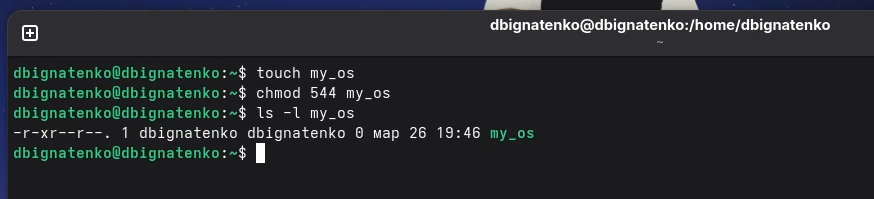 dbignatenko@dbignatenko:/home/dbignatenko
~
dbignatenko@dbignatenko:~$ touch my_os
dbignatenko@dbignatenko:~$ chmod 544 my_os
dbignatenko@dbignatenko:~$ ls -l my_os
-r-xr--r--. 1 dbignatenko dbignatenko 0 мар 26 19:46 my_os
dbignatenko@dbignatenko:~$